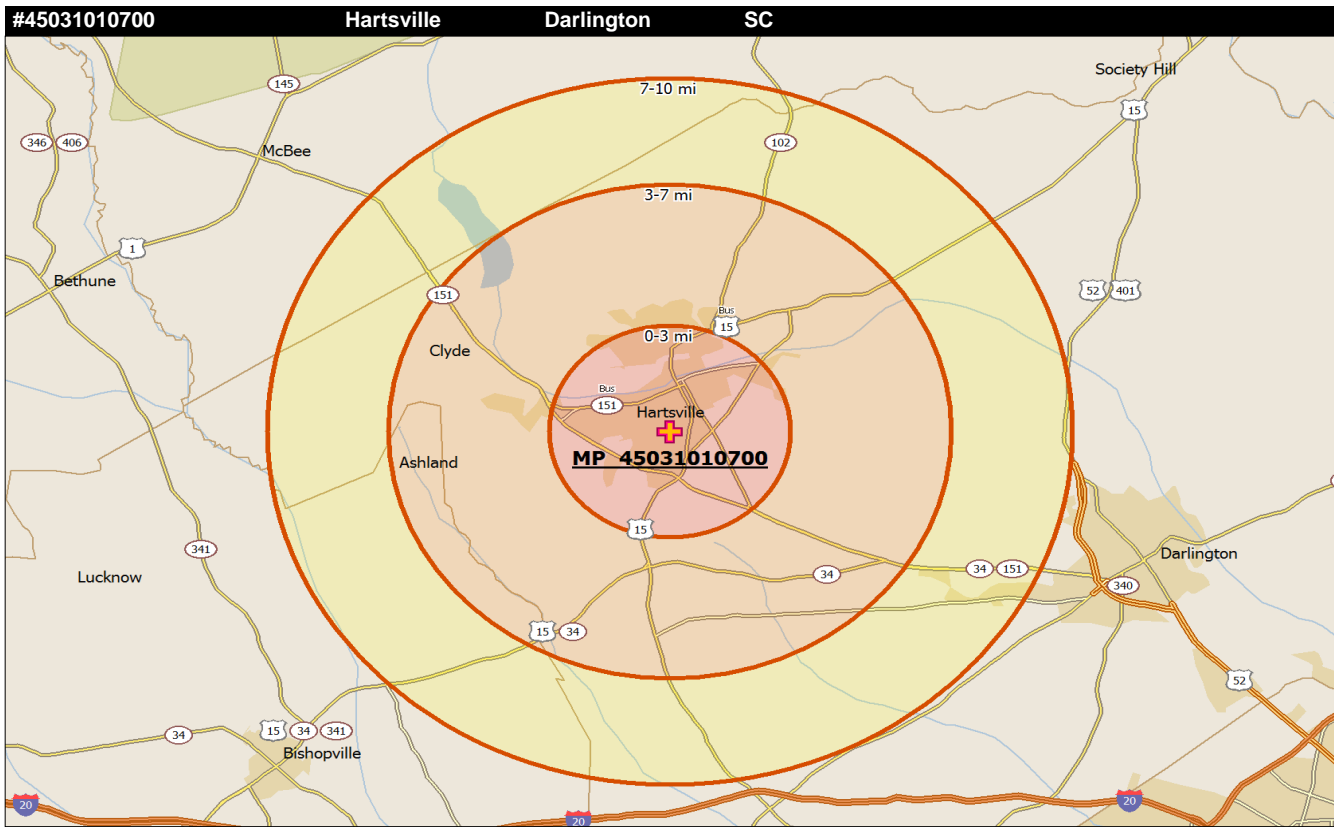 #45031010700 Hartsville Darlington SC
7-10 mi
Society Hill
145
15
346 406
McBee
102
3-7 mi
1
Bethune
52 401
151
Bus
15
0-3 mi
Clyde
Bus
151
Hartsville
Ashland
MP 45031010700
15
341
Darlington
Lucknow
34
34 151
340
15 34
52
34
15 34 341
Bishopville
20
20
20